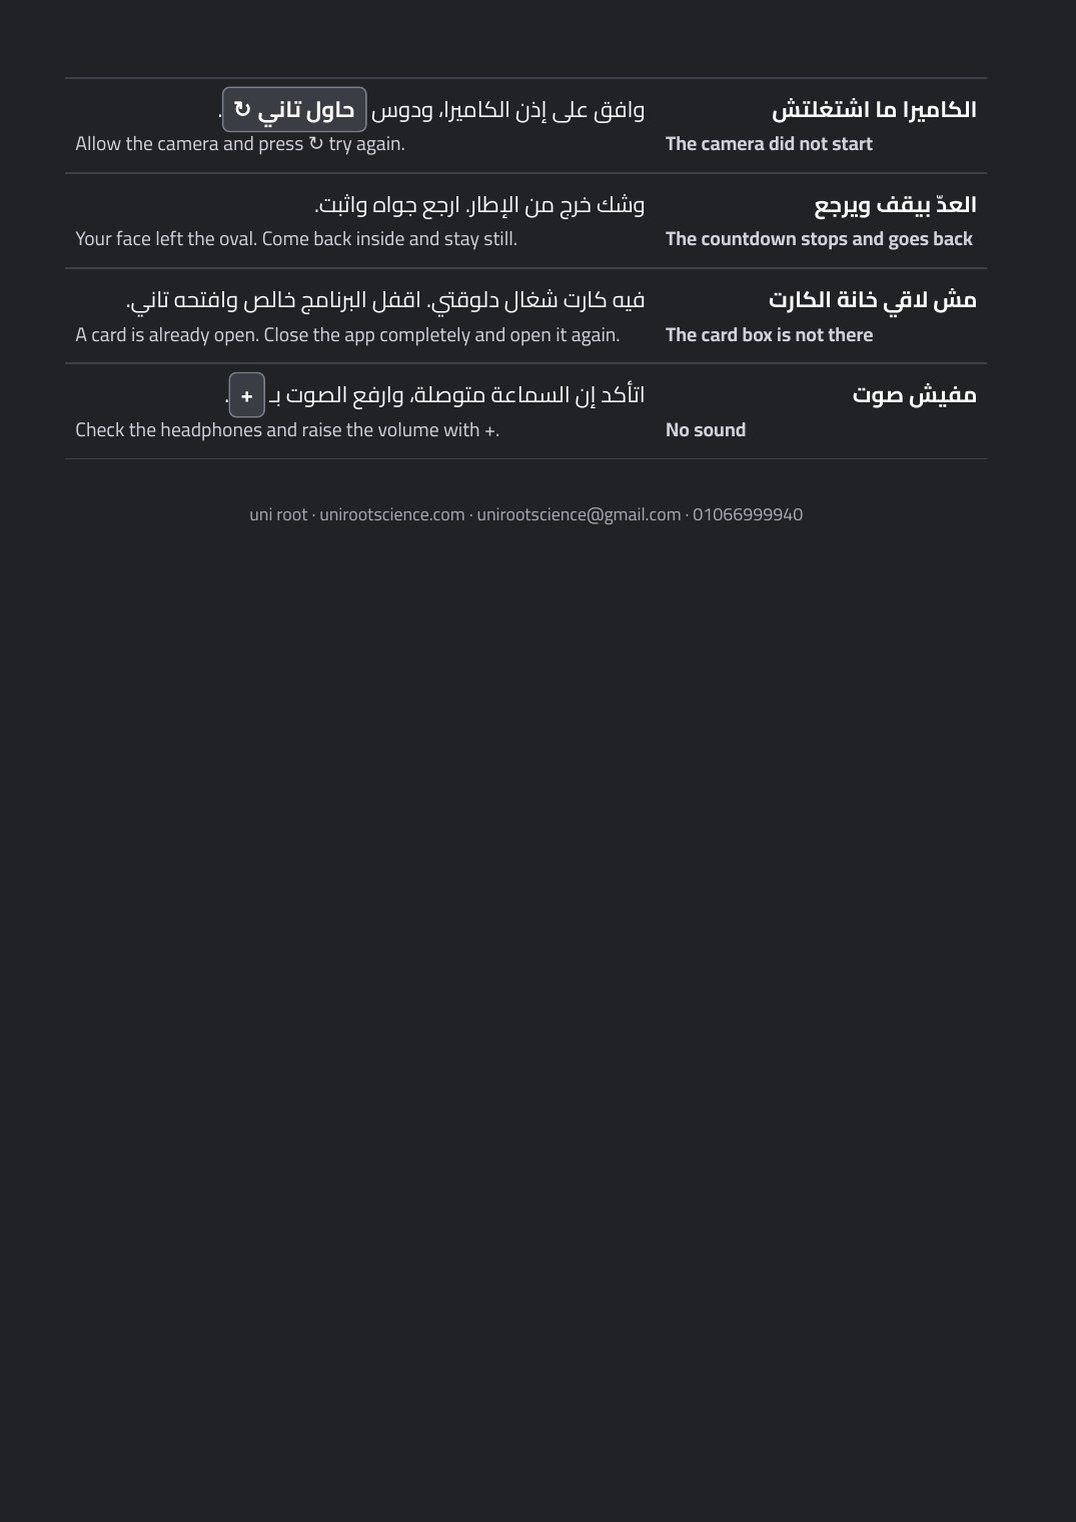 الكاميرا ما اشتغلتش
The camera did not start
وافق على إذن الكاميرا، ودوس حاول تاني ↻.
Allow the camera and press ↻ try again.
العدّ بيقف ويرجع
The countdown stops and goes back
وشك خرج من الإطار. ارجع جواه واثبت.
Your face left the oval. Come back inside and stay still.
مش لاقي خانة الكارت
The card box is not there
فيه كارت شغال دلوقتي. اقفل البرنامج خالص وافتحه تاني.
A card is already open. Close the app completely and open it again.
مفيش صوت
No sound
اتأكد إن السماعة متوصلة، وارفع الصوت بـ +.
Check the headphones and raise the volume with +.
uni root · unirootscience.com · unirootscience@gmail.com · 01066999940